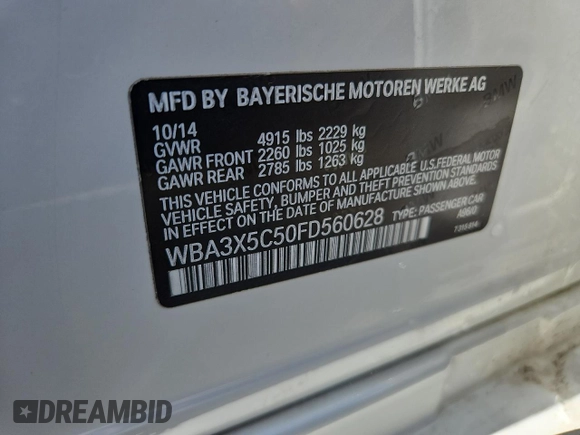 MFD BY BAYERISCHE MOTOREN WERKE AG
10/14
GVWR 4915 lbs 2229 kg
GAWR FRONT 2260 lbs 1025 kg
GAWR REAR 2785 lbs 1263 kg
THIS VEHICLE CONFORMS TO ALL APPLICABLE U.S.FEDERAL MOTOR
VEHICLE SAFETY, BUMPER AND THEFT PREVENTION STANDARDS
IN EFFECT ON THE DATE OF MANUFACTURE SHOWN ABOVE.
WBA3X5C50FD560628 TYPE: PASSENGER CAR
DREAMBID